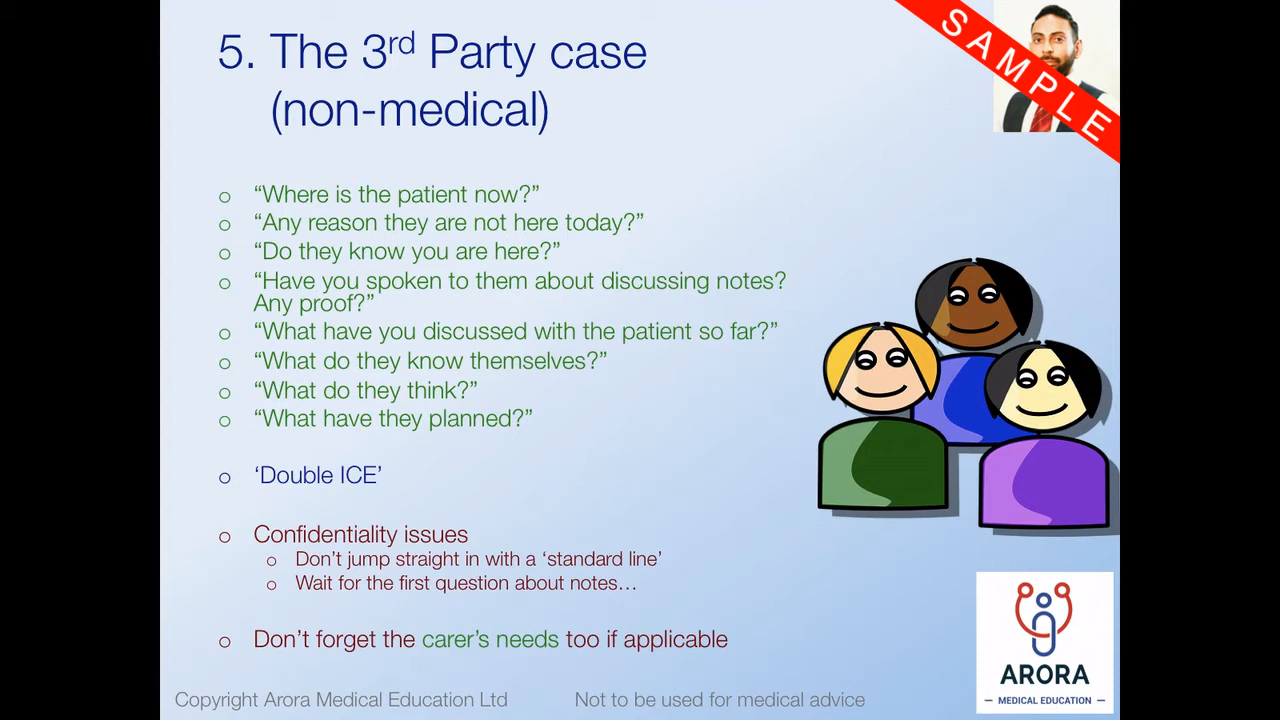 5. The 3rd Party case
(non-medical)
SAMPLE
o “Where is the patient now?”
o “Any reason they are not here today?”
o “Do they know you are here?”
o “Have you spoken to them about discussing notes?
Any proof?”
o “What have you discussed with the patient so far?”
o “What do they know themselves?”
o “What do they think?”
o “What have they planned?”
o ‘Double ICE’
o Confidentiality issues
o Don’t jump straight in with a ‘standard line’
o Wait for the first question about notes…
o Don’t forget the carer’s needs too if applicable
ARORA
MEDICAL EDUCATION
Copyright Arora Medical Education Ltd
Not to be used for medical advice